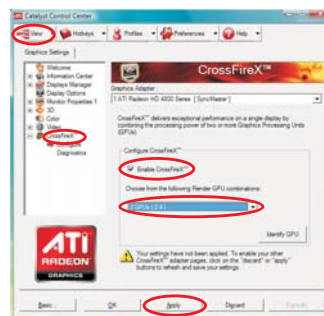 Catalyst Control Center
View
Hotkeys
Profiles
Preferences
Help
Graphics Settings
Welcome
Information Center
Displays Manager
Display Options
Monitor Properties 1
3D
Color
Video
CrossFireX
Diagnostics
CrossFireX™
Graphics Adapter:
1. ATI Radeon HD 4800 Series [ SyncMaster ]
CrossFireX™ delivers exceptional performance on a single display by
combining the processing power of two or more Graphics Processing Units
(GPUs).
Configure CrossFireX™
Enable CrossFireX™
Choose from the following Render GPU combinations:
Identify GPU
Your settings have not been applied. To enable your other
CrossFireX™ adapter pages, click on the "discard" or "apply"
buttons to refresh and save your settings.
ATI
RADEON
GRAPHICS
Basic...
OK
Apply
Discard